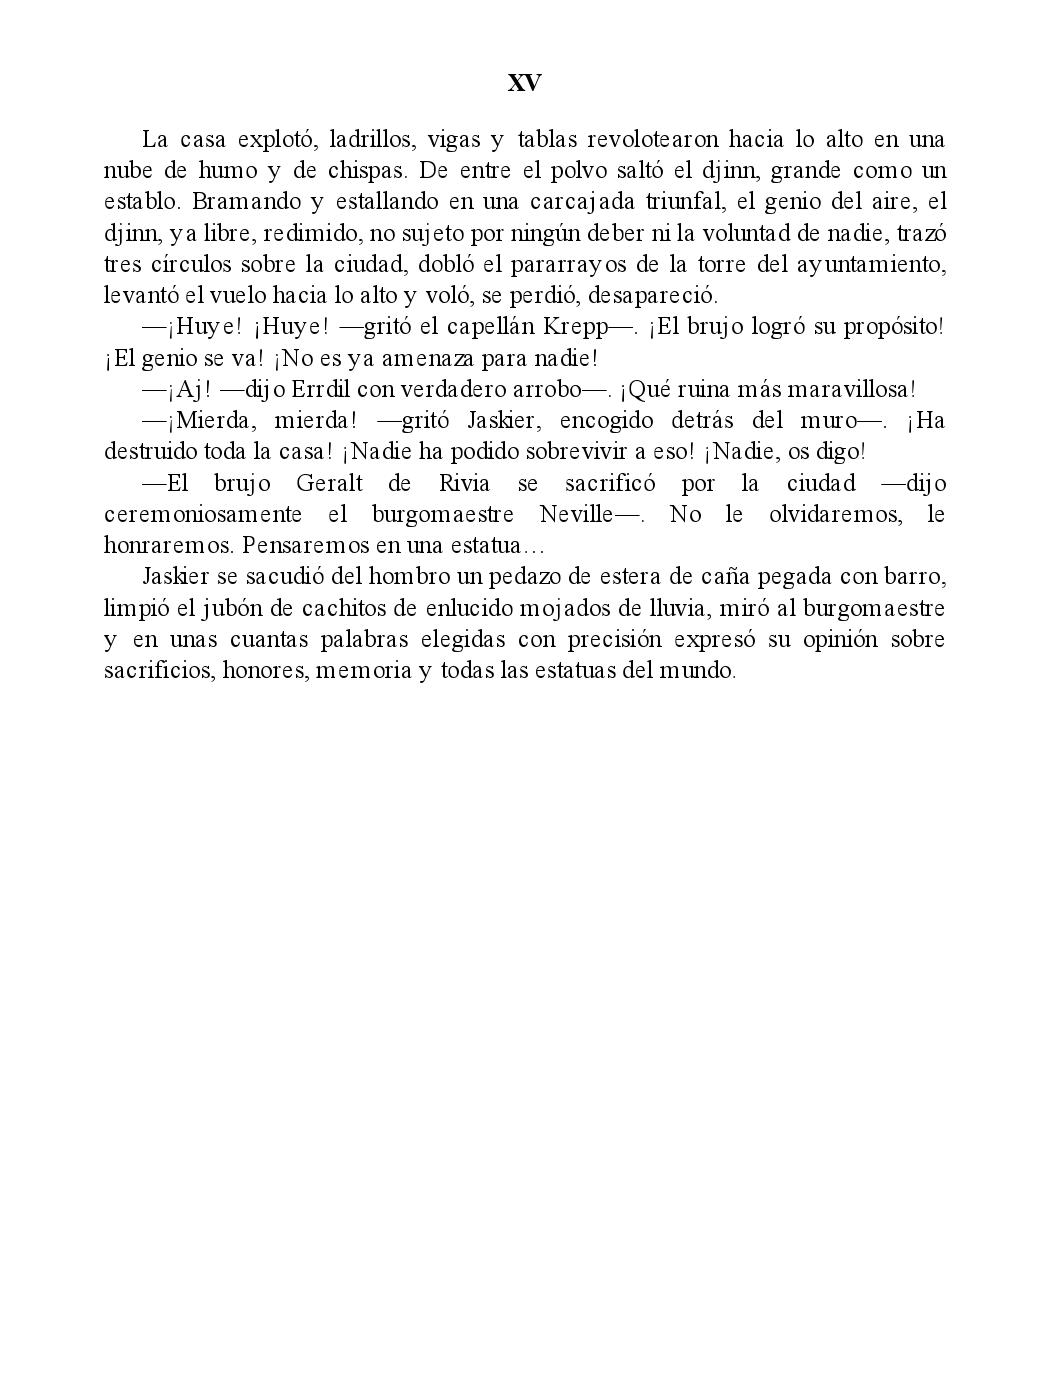 XV
La casa explotó, ladrillos, vigas y tablas revolotearon hacia lo alto en una
nube de humo y de chispas. De entre el polvo saltó el djinn, grande como un
establo. Bramando y estallando en una carcajada triunfal, el genio del aire, el
djinn, ya libre, redimido, no sujeto por ningún deber ni la voluntad de nadie, trazó
tres círculos sobre la ciudad, dobló el pararrayos de la torre del ayuntamiento,
levantó el vuelo hacia lo alto y voló, se perdió, desapareció.
—¡Huye! ¡Huye! —gritó el capellán Krepp—. ¡El brujo logró su propósito!
¡El genio se va! ¡No es ya amenaza para nadie!
—¡Aj! —dijo Errdil con verdadero arrobo—. ¡Qué ruina más maravillosa!
—¡Mierda, mierda! —gritó Jaskier, encogido detrás del muro—. ¡Ha
destruido toda la casa! ¡Nadie ha podido sobrevivir a eso! ¡Nadie, os digo!
—El brujo Geralt de Rivia se sacrificó por la ciudad —dijo
ceremoniosamente el burgomaestre Neville—. No le olvidaremos, le
honraremos. Pensaremos en una estatua…
Jaskier se sacudió del hombro un pedazo de estera de caña pegada con barro,
limpió el jubón de cachitos de enlucido mojados de lluvia, miró al burgomaestre
y en unas cuantas palabras elegidas con precisión expresó su opinión sobre
sacrificios, honores, memoria y todas las estatuas del mundo.